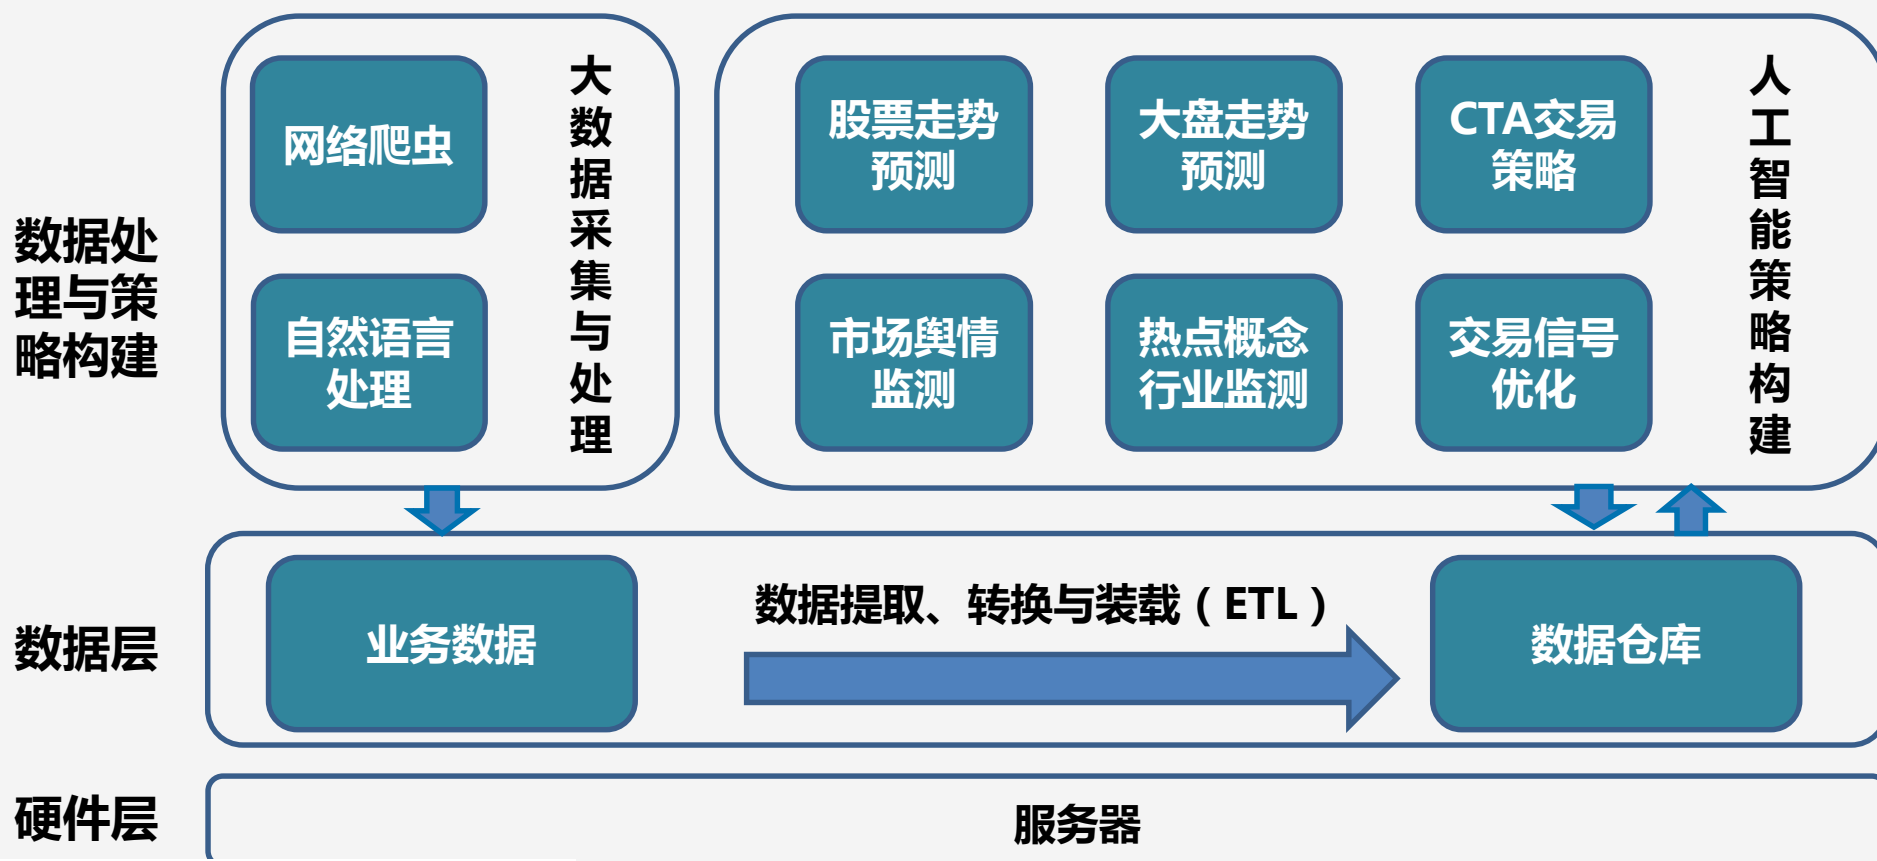 数据处
理与策
略构建
网络爬虫
自然语言
处理
大数据采集与处理
股票走势
预测
大盘走势
预测
CTA交易
策略
市场舆情
监测
热点概念
行业监测
交易信号
优化
人工智能策略构建
数据层
业务数据
数据提取、转换与装载（ETL）
数据仓库
硬件层
服务器